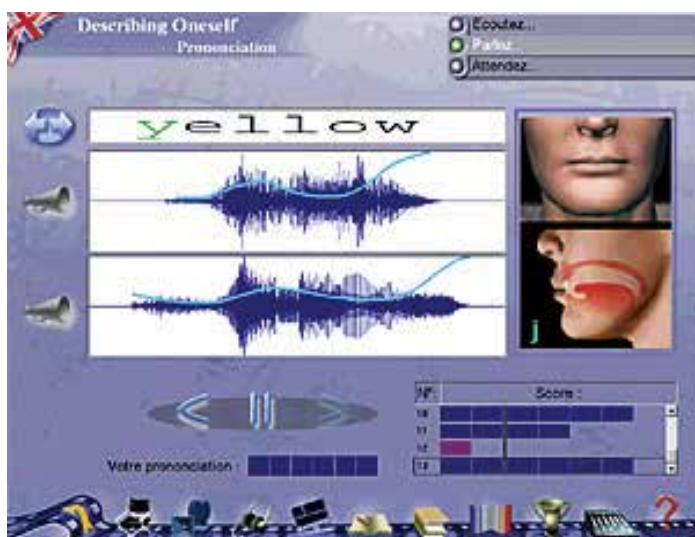 Describing Oneself
Prononciation
Ecoutez...
Parlez...
Attendez...
yellow
j
N°:
Score :
10
11
12
13
Votre prononciation :
?